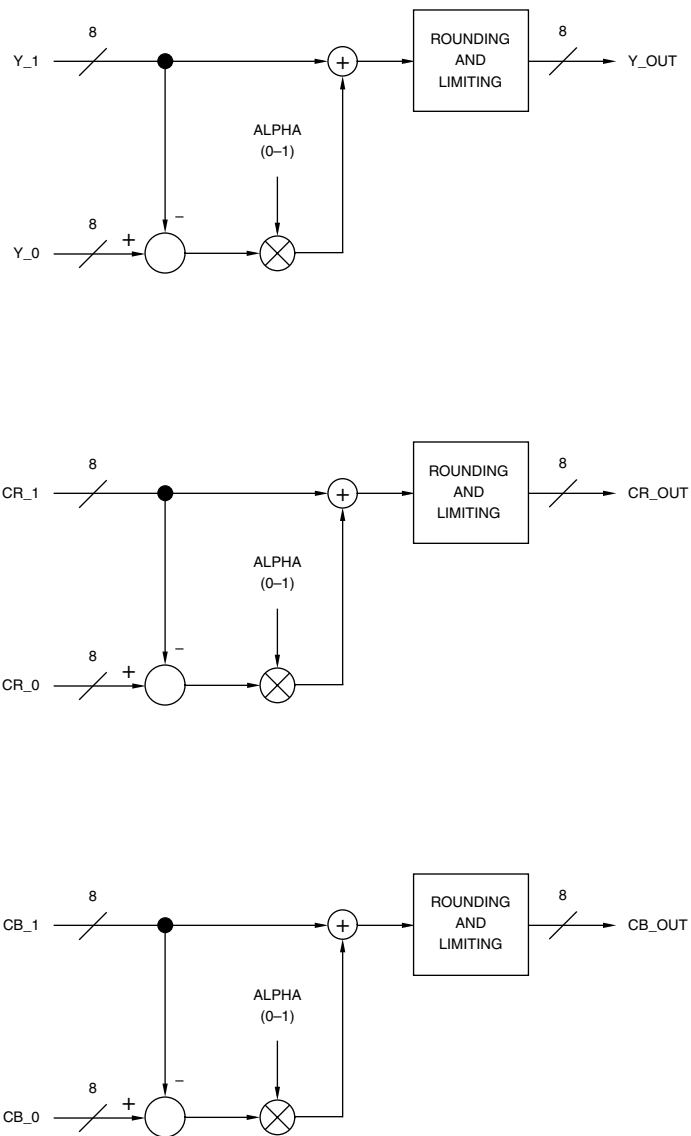 8
8
ROUNDING
AND
LIMITING
Y_1
+
Y_OUT
ALPHA
(0–1)
8
+
–
Y_0
8
8
ROUNDING
AND
LIMITING
CR_1
+
CR_OUT
ALPHA
(0–1)
8
+
–
CR_0
8
8
ROUNDING
AND
LIMITING
CB_1
+
CB_OUT
ALPHA
(0–1)
8
+
–
CB_0